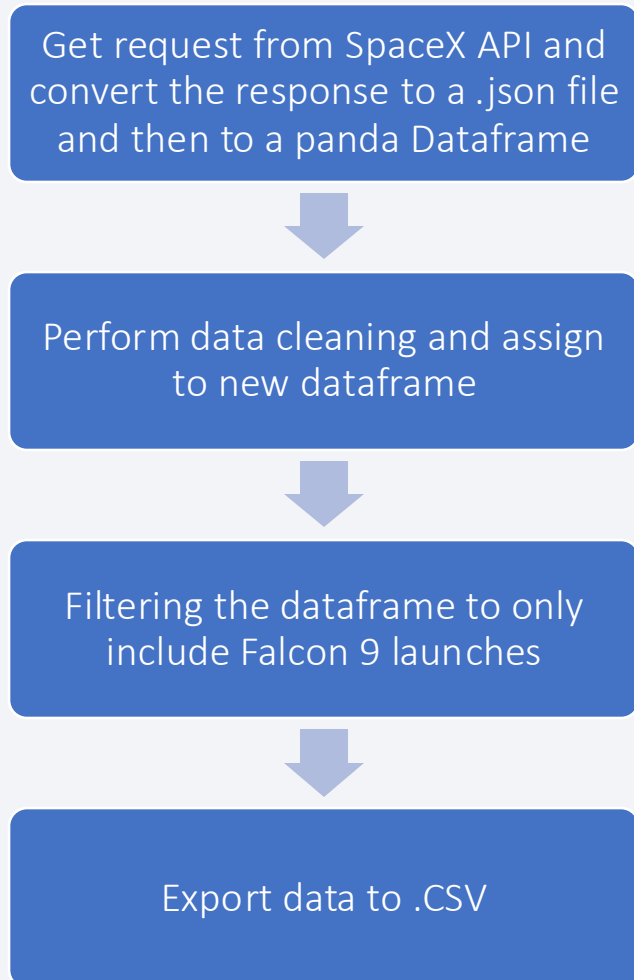 Get request from SpaceX API and
convert the response to a .json file
and then to a panda Dataframe
Perform data cleaning and assign
to new dataframe
Filtering the dataframe to only
include Falcon 9 launches
Export data to .CSV